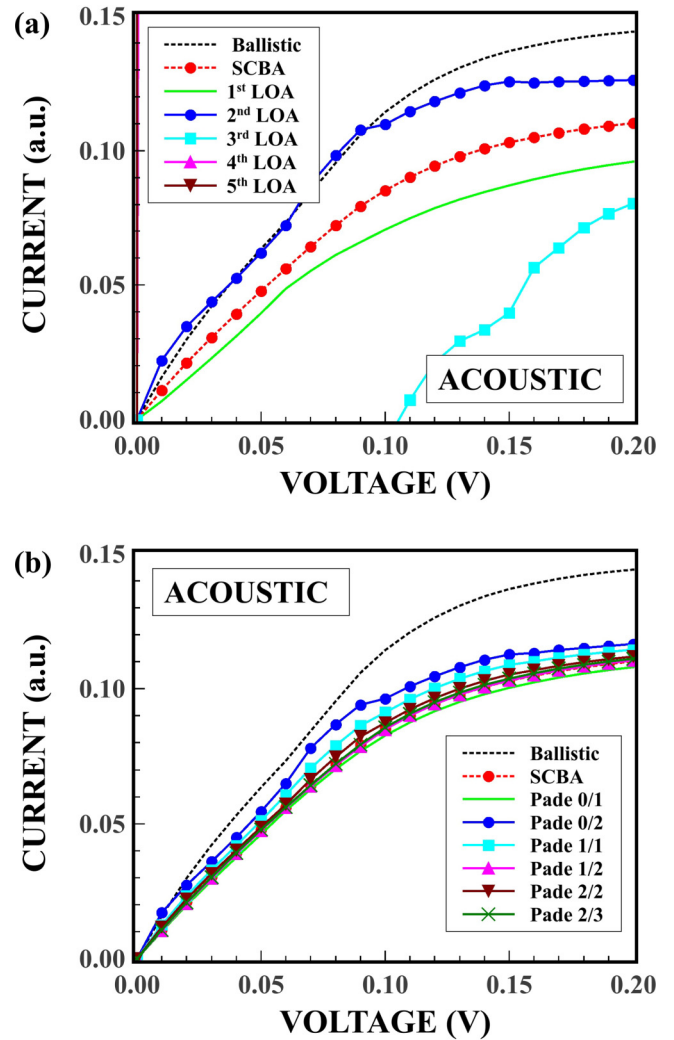 (a)
0.15
0.10
0.05
0.00
CURRENT (a.u.)
Ballistic
SCBA
1st LOA
2nd LOA
3rd LOA
4th LOA
5th LOA
ACOUSTIC
0.00 0.05 0.10 0.15 0.20
VOLTAGE (V)
(b)
0.15
0.10
0.05
0.00
CURRENT (a.u.)
ACOUSTIC
Ballistic
SCBA
Pade 0/1
Pade 0/2
Pade 1/1
Pade 1/2
Pade 2/2
Pade 2/3
0.00 0.05 0.10 0.15 0.20
VOLTAGE (V)